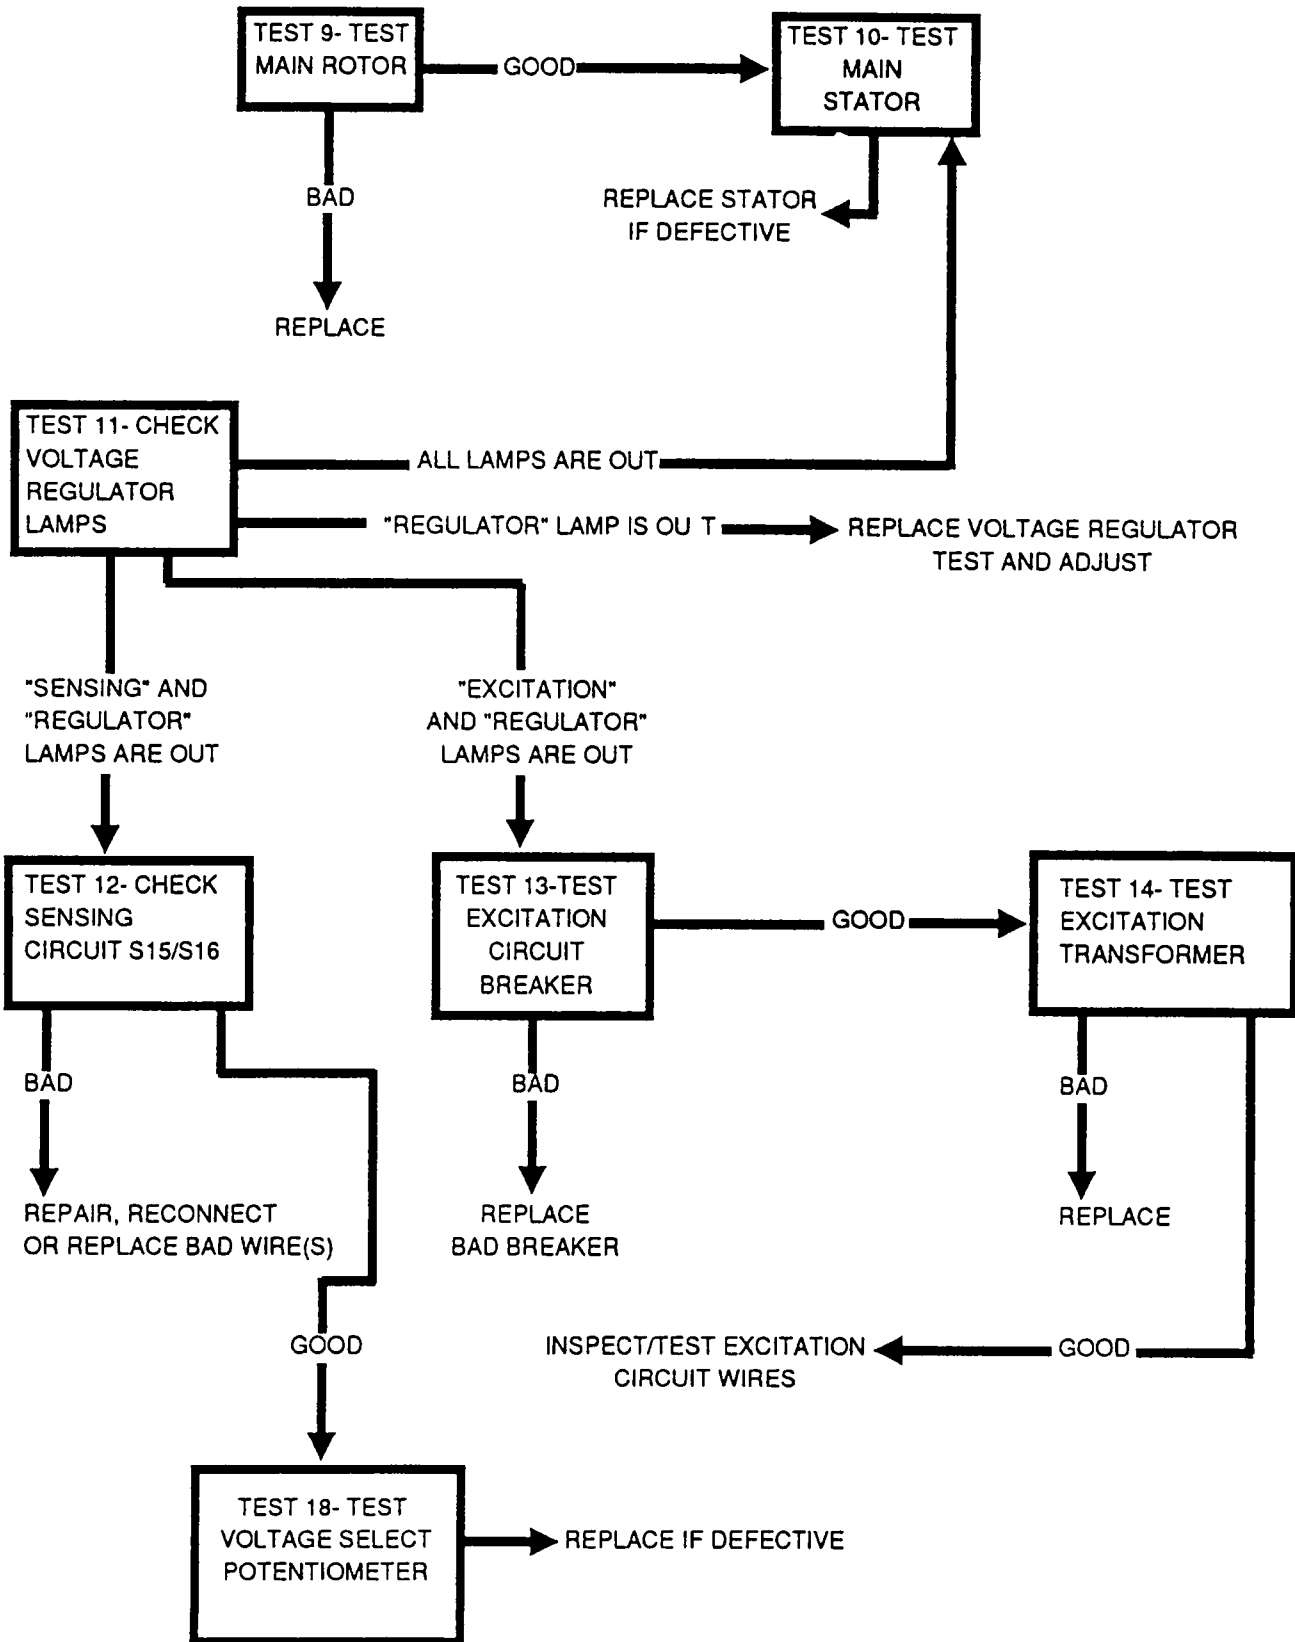 TEST 9- TEST
MAIN ROTOR
GOOD
TEST 10- TEST
MAIN
STATOR
BAD
REPLACE STATOR
IF DEFECTIVE
REPLACE
TEST 11- CHECK
VOLTAGE
REGULATOR
LAMPS
ALL LAMPS ARE OUT
"REGULATOR" LAMP IS OU T
REPLACE VOLTAGE REGULATOR
TEST AND ADJUST
"SENSING" AND
"REGULATOR"
LAMPS ARE OUT
"EXCITATION"
AND "REGULATOR"
LAMPS ARE OUT
TEST 12- CHECK
SENSING
CIRCUIT S15/S16
TEST 13-TEST
EXCITATION
CIRCUIT
BREAKER
GOOD
TEST 14- TEST
EXCITATION
TRANSFORMER
BAD
BAD
BAD
REPAIR, RECONNECT
OR REPLACE BAD WIRE(S)
REPLACE
BAD BREAKER
REPLACE
GOOD
INSPECT/TEST EXCITATION
CIRCUIT WIRES
GOOD
TEST 18- TEST
VOLTAGE SELECT
POTENTIOMETER
REPLACE IF DEFECTIVE